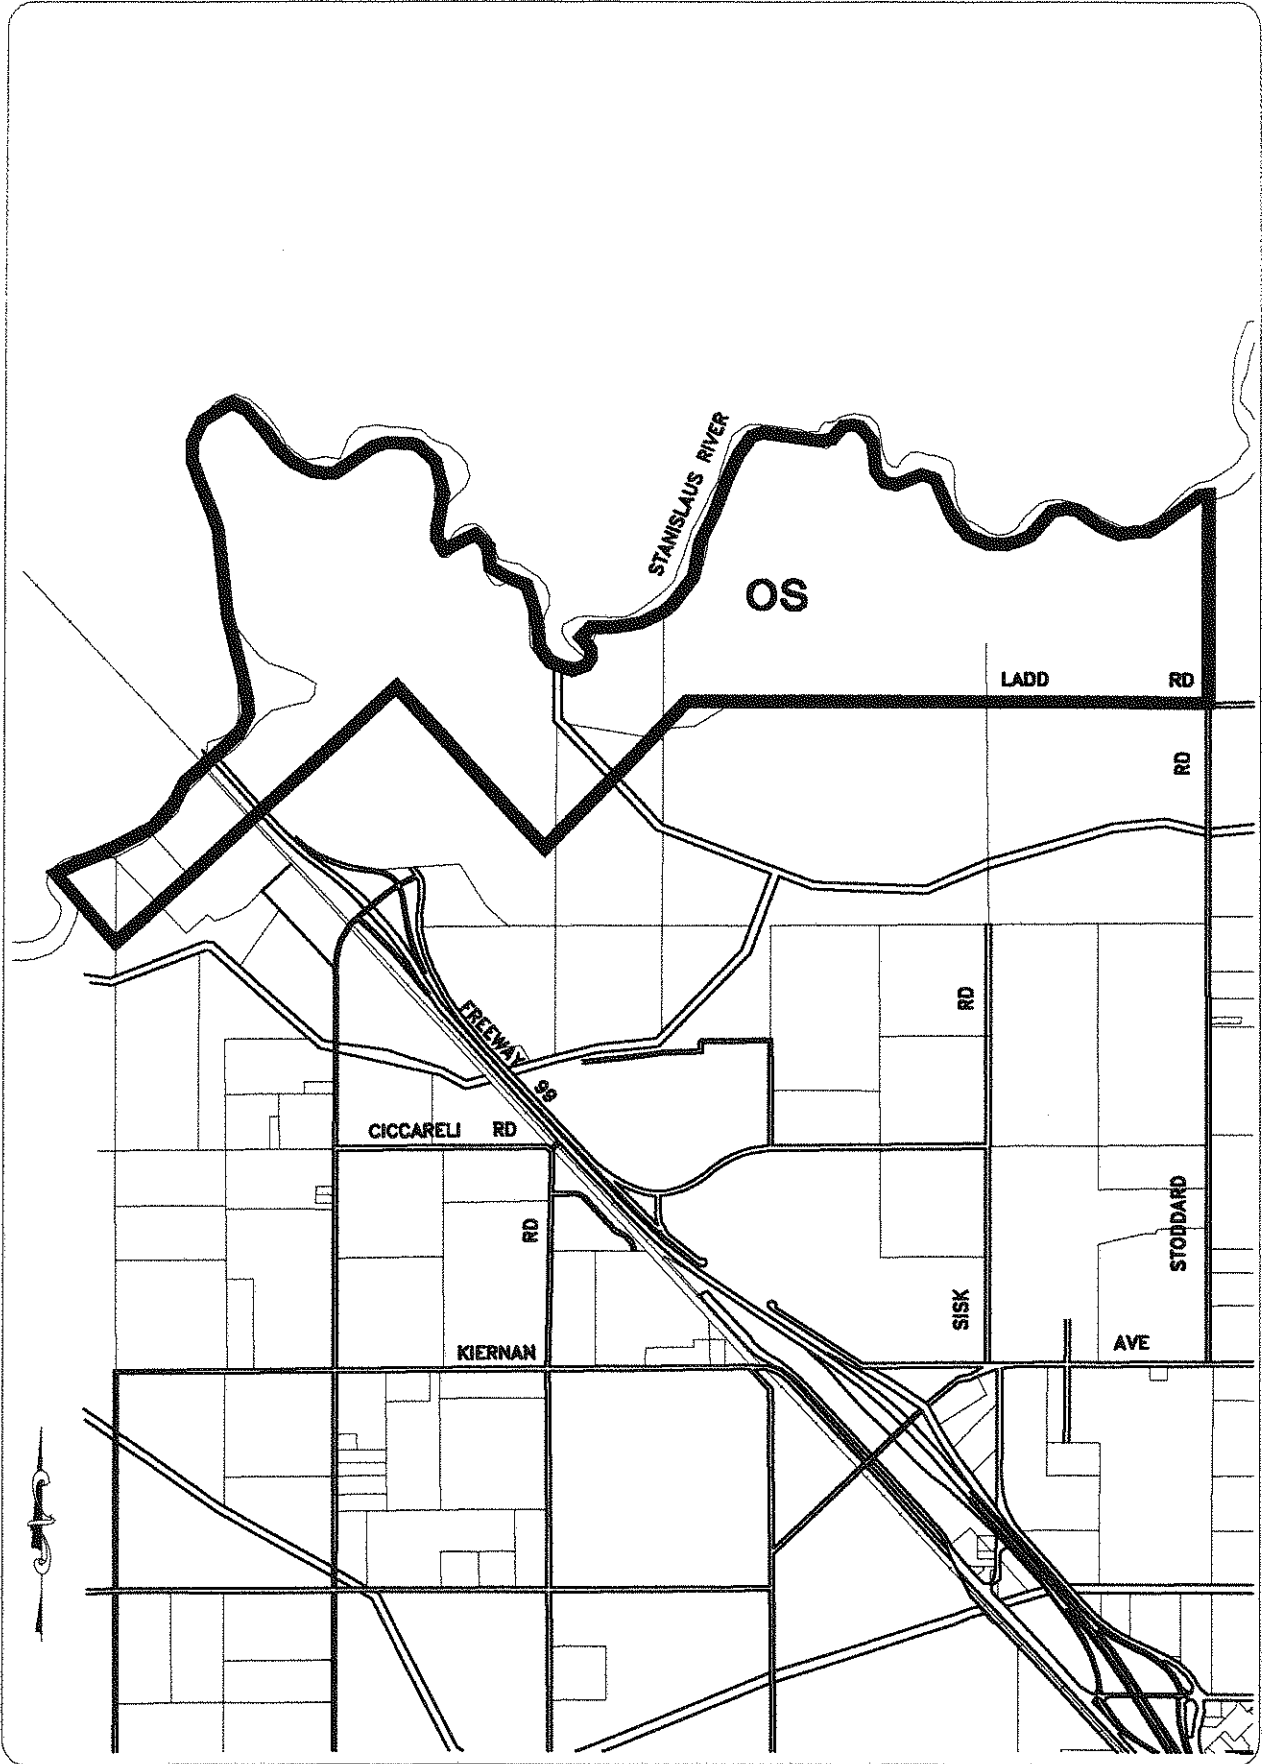 STANISLAUS RIVER
OS
LADD RD
RD
RD
FREEWAY 99
CICCARELI RD
RD
STODDARD
SISK
KIERNAN AVE